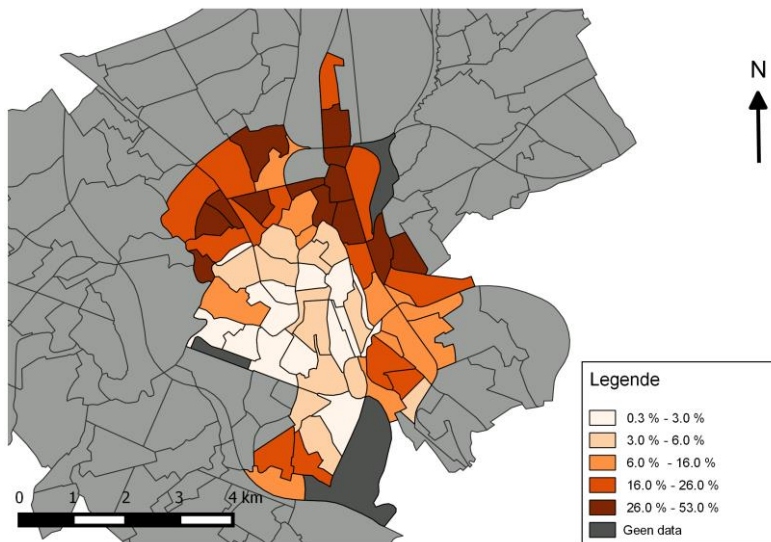 N
Legende
0.3 % - 3.0 %
3.0 % - 6.0 %
6.0 % - 16.0 %
16.0 % - 26.0 %
26.0 % - 53.0 %
Geen data
0 1 2 3 4 km